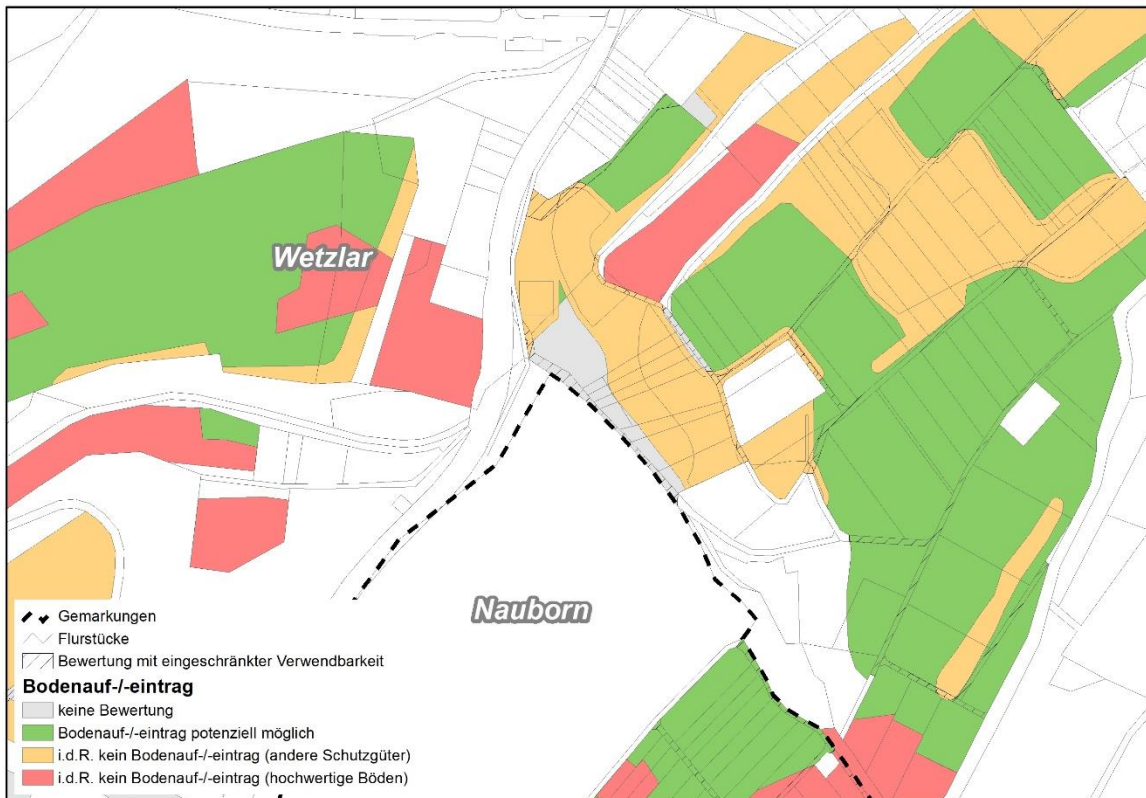 Wetzlar
Nauborn
Gemarkungen
Flurstücke
Bewertung mit eingeschränkter Verwendbarkeit
Bodenauf-/-eintrag
keine Bewertung
Bodenauf-/-eintrag potenziell möglich
i.d.R. kein Bodenauf-/-eintrag (andere Schutzgüter)
i.d.R. kein Bodenauf-/-eintrag (hochwertige Böden)